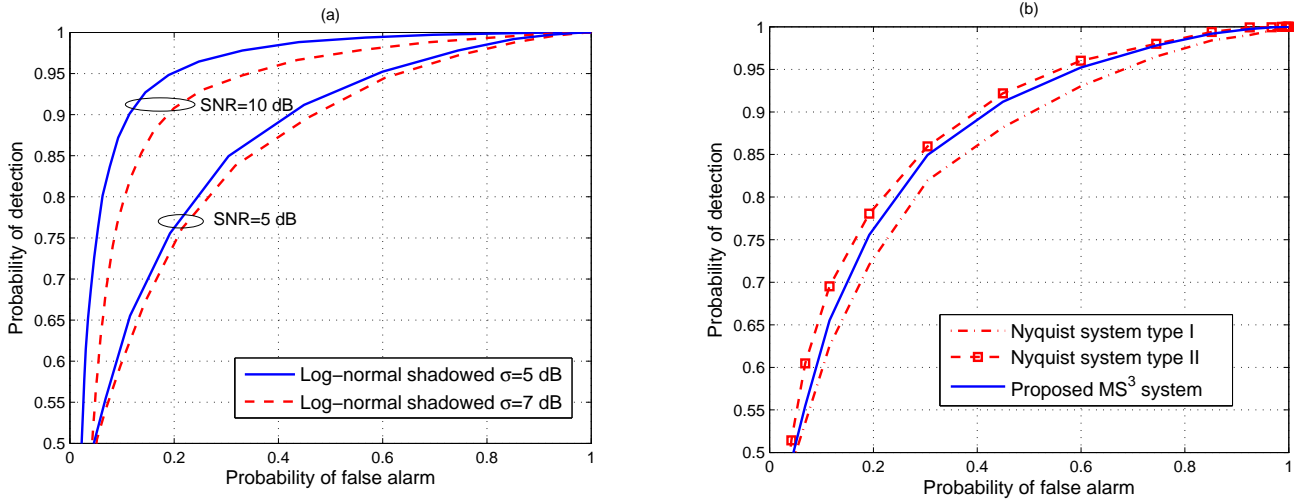 (a)
1
0.95
0.9
0.85
0.8
0.75
0.7
0.65
0.6
0.55
0.5
0
0.2
0.4
0.6
0.8
1
Probability of detection
Probability of false alarm
SNR=10 dB
SNR=5 dB
Log−normal shadowed σ=5 dB
Log−normal shadowed σ=7 dB
(b)
1
0.95
0.9
0.85
0.8
0.75
0.7
0.65
0.6
0.55
0.5
0
0.2
0.4
0.6
0.8
1
Probability of detection
Probability of false alarm
Nyquist system type I
Nyquist system type II
Proposed MS³ system